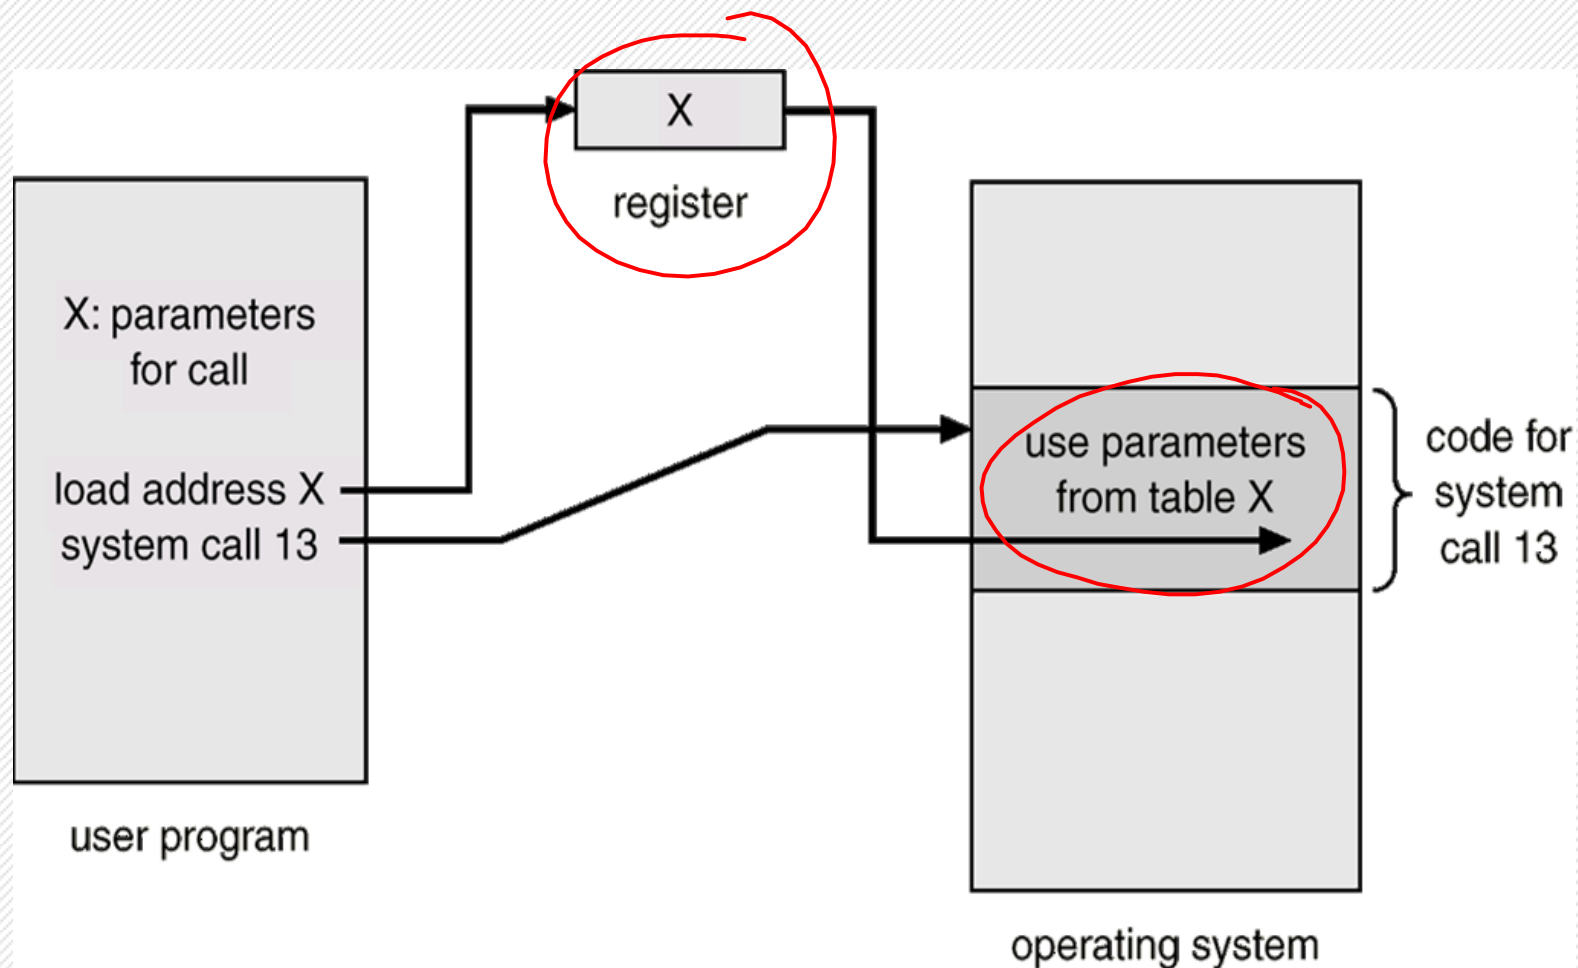 X
register
X: parameters
for call
load address X
system call 13
user program
use parameters
from table X
code for
system
call 13
operating system